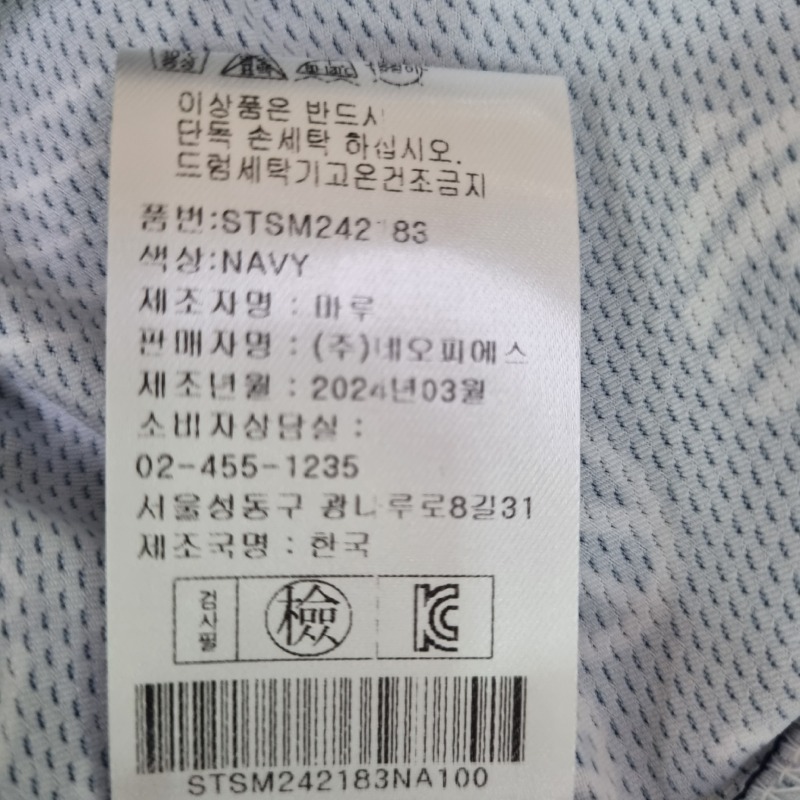 이상품은 반드시
단독 손세탁 하십시오.
드럼세탁기고온건조금지
품번:STSM242183
색상:NAVY
제조자명 : 마루
판매자명 : (주)네오피에스
제조년월 : 2024년03월
소비자상담실 :
02-455-1235
서울성동구 광나루로8길31
제조국명 : 한국
검사필 檢 KC
STSM242183NA100